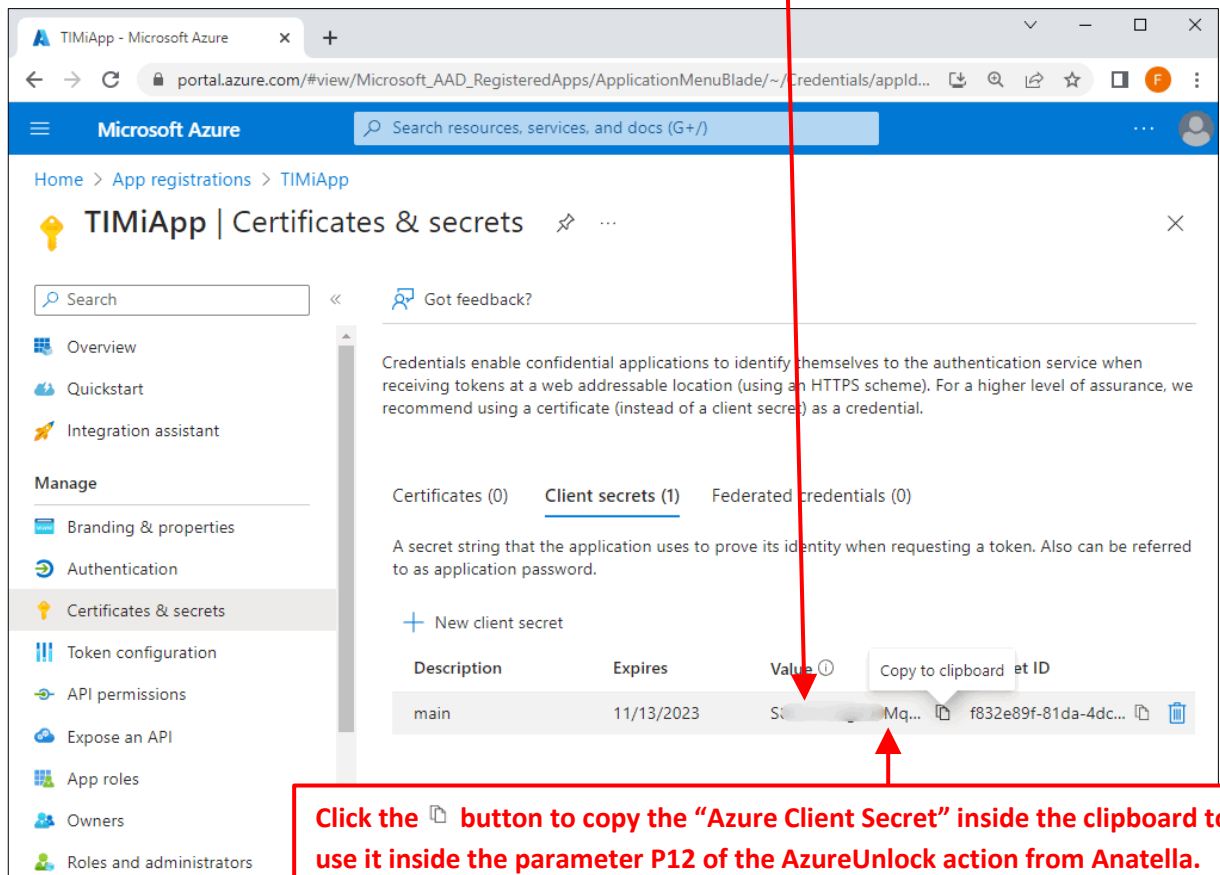 TIMiApp - Microsoft Azure
portal.azure.com/#view/Microsoft_AAD_RegisteredApps/ApplicationMenuBlade/~/Credentials/appId...
F
Microsoft Azure
Search resources, services, and docs (G+/)
Home > App registrations > TIMiApp
TIMiApp | Certificates & secrets
Search
Got feedback?
Overview
Quickstart
Integration assistant
Credentials enable confidential applications to identify themselves to the authentication service when
receiving tokens at a web addressable location (using an HTTPS scheme). For a higher level of assurance, we
recommend using a certificate (instead of a client secret) as a credential.
Manage
Branding & properties
Authentication
Certificates & secrets
Token configuration
API permissions
Expose an API
App roles
Owners
Roles and administrators
Certificates (0) Client secrets (1) Federated credentials (0)
A secret string that the application uses to prove its identity when requesting a token. Also can be referred
to as application password.
New client secret
Description Expires Value Copy to clipboard et ID
main 11/13/2023 Mq... f832e89f-81da-4dc...
Click the button to copy the “Azure Client Secret” inside the clipboard to
use it inside the parameter P12 of the AzureUnlock action from Anatella.